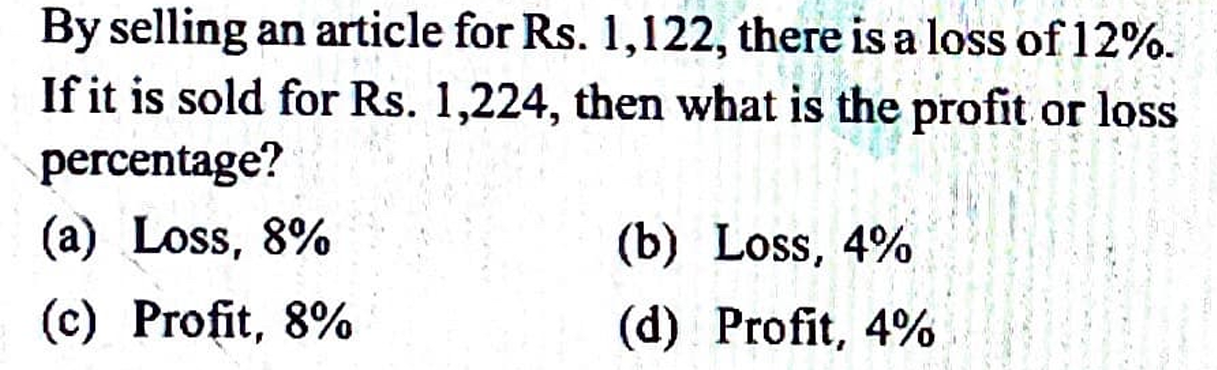 By selling an article for Rs. 1,122, there is a loss of 12%.
If it is sold for Rs. 1,224, then what is the profit or loss
percentage?
(a) Loss, 8% (b) Loss, 4%
(c) Profit, 8% (d) Profit, 4%